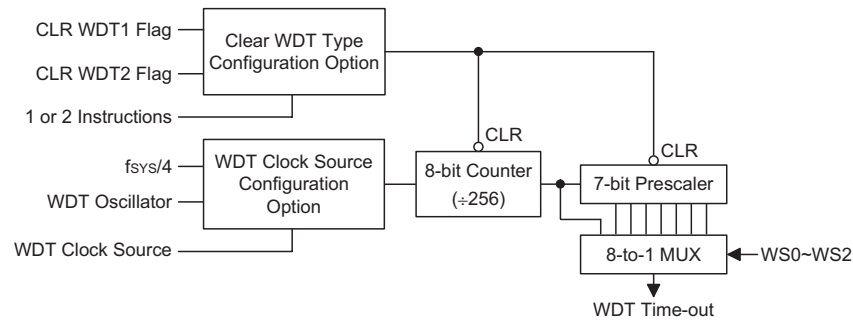 CLR WDT1 Flag
CLR WDT2 Flag
1 or 2 Instructions
Clear WDT Type
Configuration Option
fSYS/4
WDT Oscillator
WDT Clock Source
WDT Clock Source
Configuration
Option
CLR
8-bit Counter
(÷256)
CLR
7-bit Prescaler
8-to-1 MUX
WS0~WS2
WDT Time-out